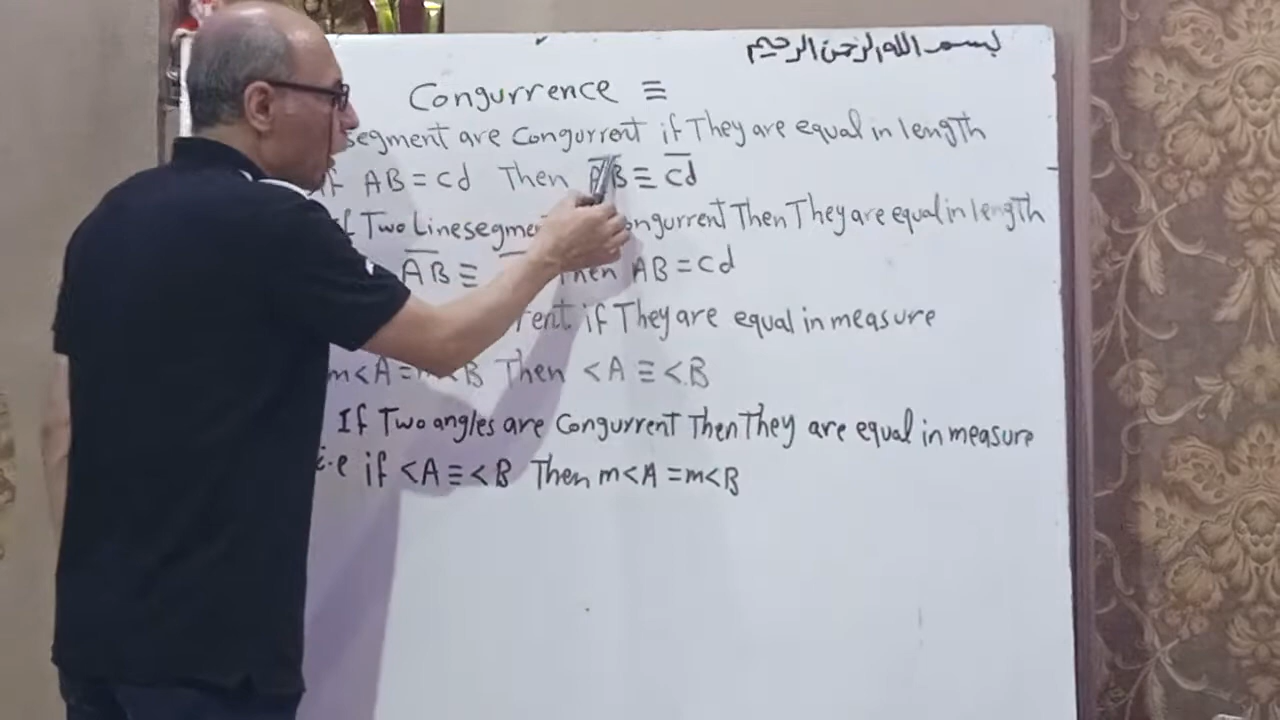 بسم الله الرحمن الرحيم
Congurrence ≡
segment are Congurrent if They are equal in length
if AB = cd Then AB ≡ cd
If Two Linesegment Congurrent Then They are equal in length
AB ≡ Then AB = cd
if They are equal in measure
m<A = m<B Then <A ≡ <B
If Two angles are Congurrent Then They are equal in measure
i.e if <A ≡ <B Then m<A = m<B